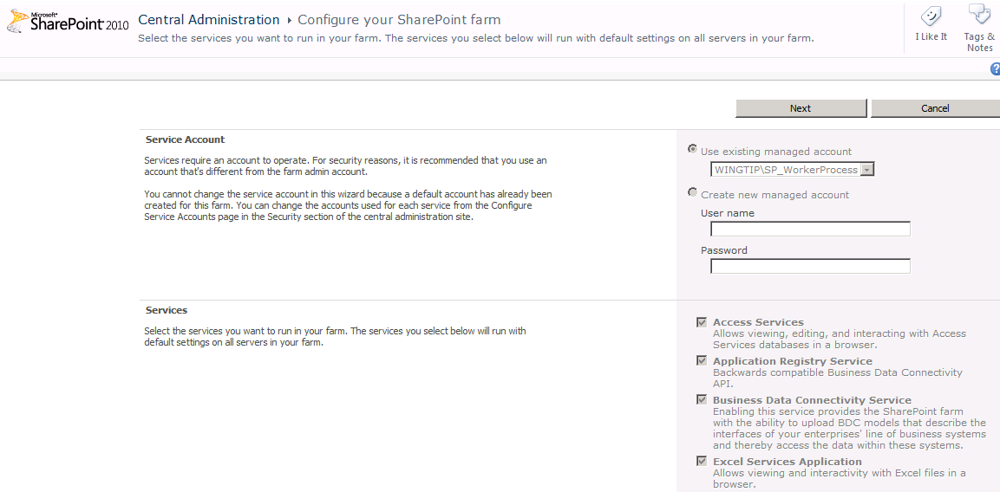 Microsoft®
SharePoint® 2010
Central Administration ▸ Configure your SharePoint farm
Select the services you want to run in your farm. The services you select below will run with default settings on all servers in your farm.
I Like It
Tags &
Notes
?
Next
Cancel
Service Account
Services require an account to operate. For security reasons, it is recommended that you use an
account that's different from the farm admin account.
You cannot change the service account in this wizard because a default account has already been
created for this farm. You can change the accounts used for each service from the Configure
Service Accounts page in the Security section of the central administration site.
Use existing managed account
WINGTIP\SP_WorkerProcess
Create new managed account
User name
Password
Services
Select the services you want to run in your farm. The services you select below will run with
default settings on all servers in your farm.
Access Services
Allows viewing, editing, and interacting with Access
Services databases in a browser.
Application Registry Service
Backwards compatible Business Data Connectivity
API.
Business Data Connectivity Service
Enabling this service provides the SharePoint farm
with the ability to upload BDC models that describe the
interfaces of your enterprises' line of business systems
and thereby access the data within these systems.
Excel Services Application
Allows viewing and interactivity with Excel files in a
browser.